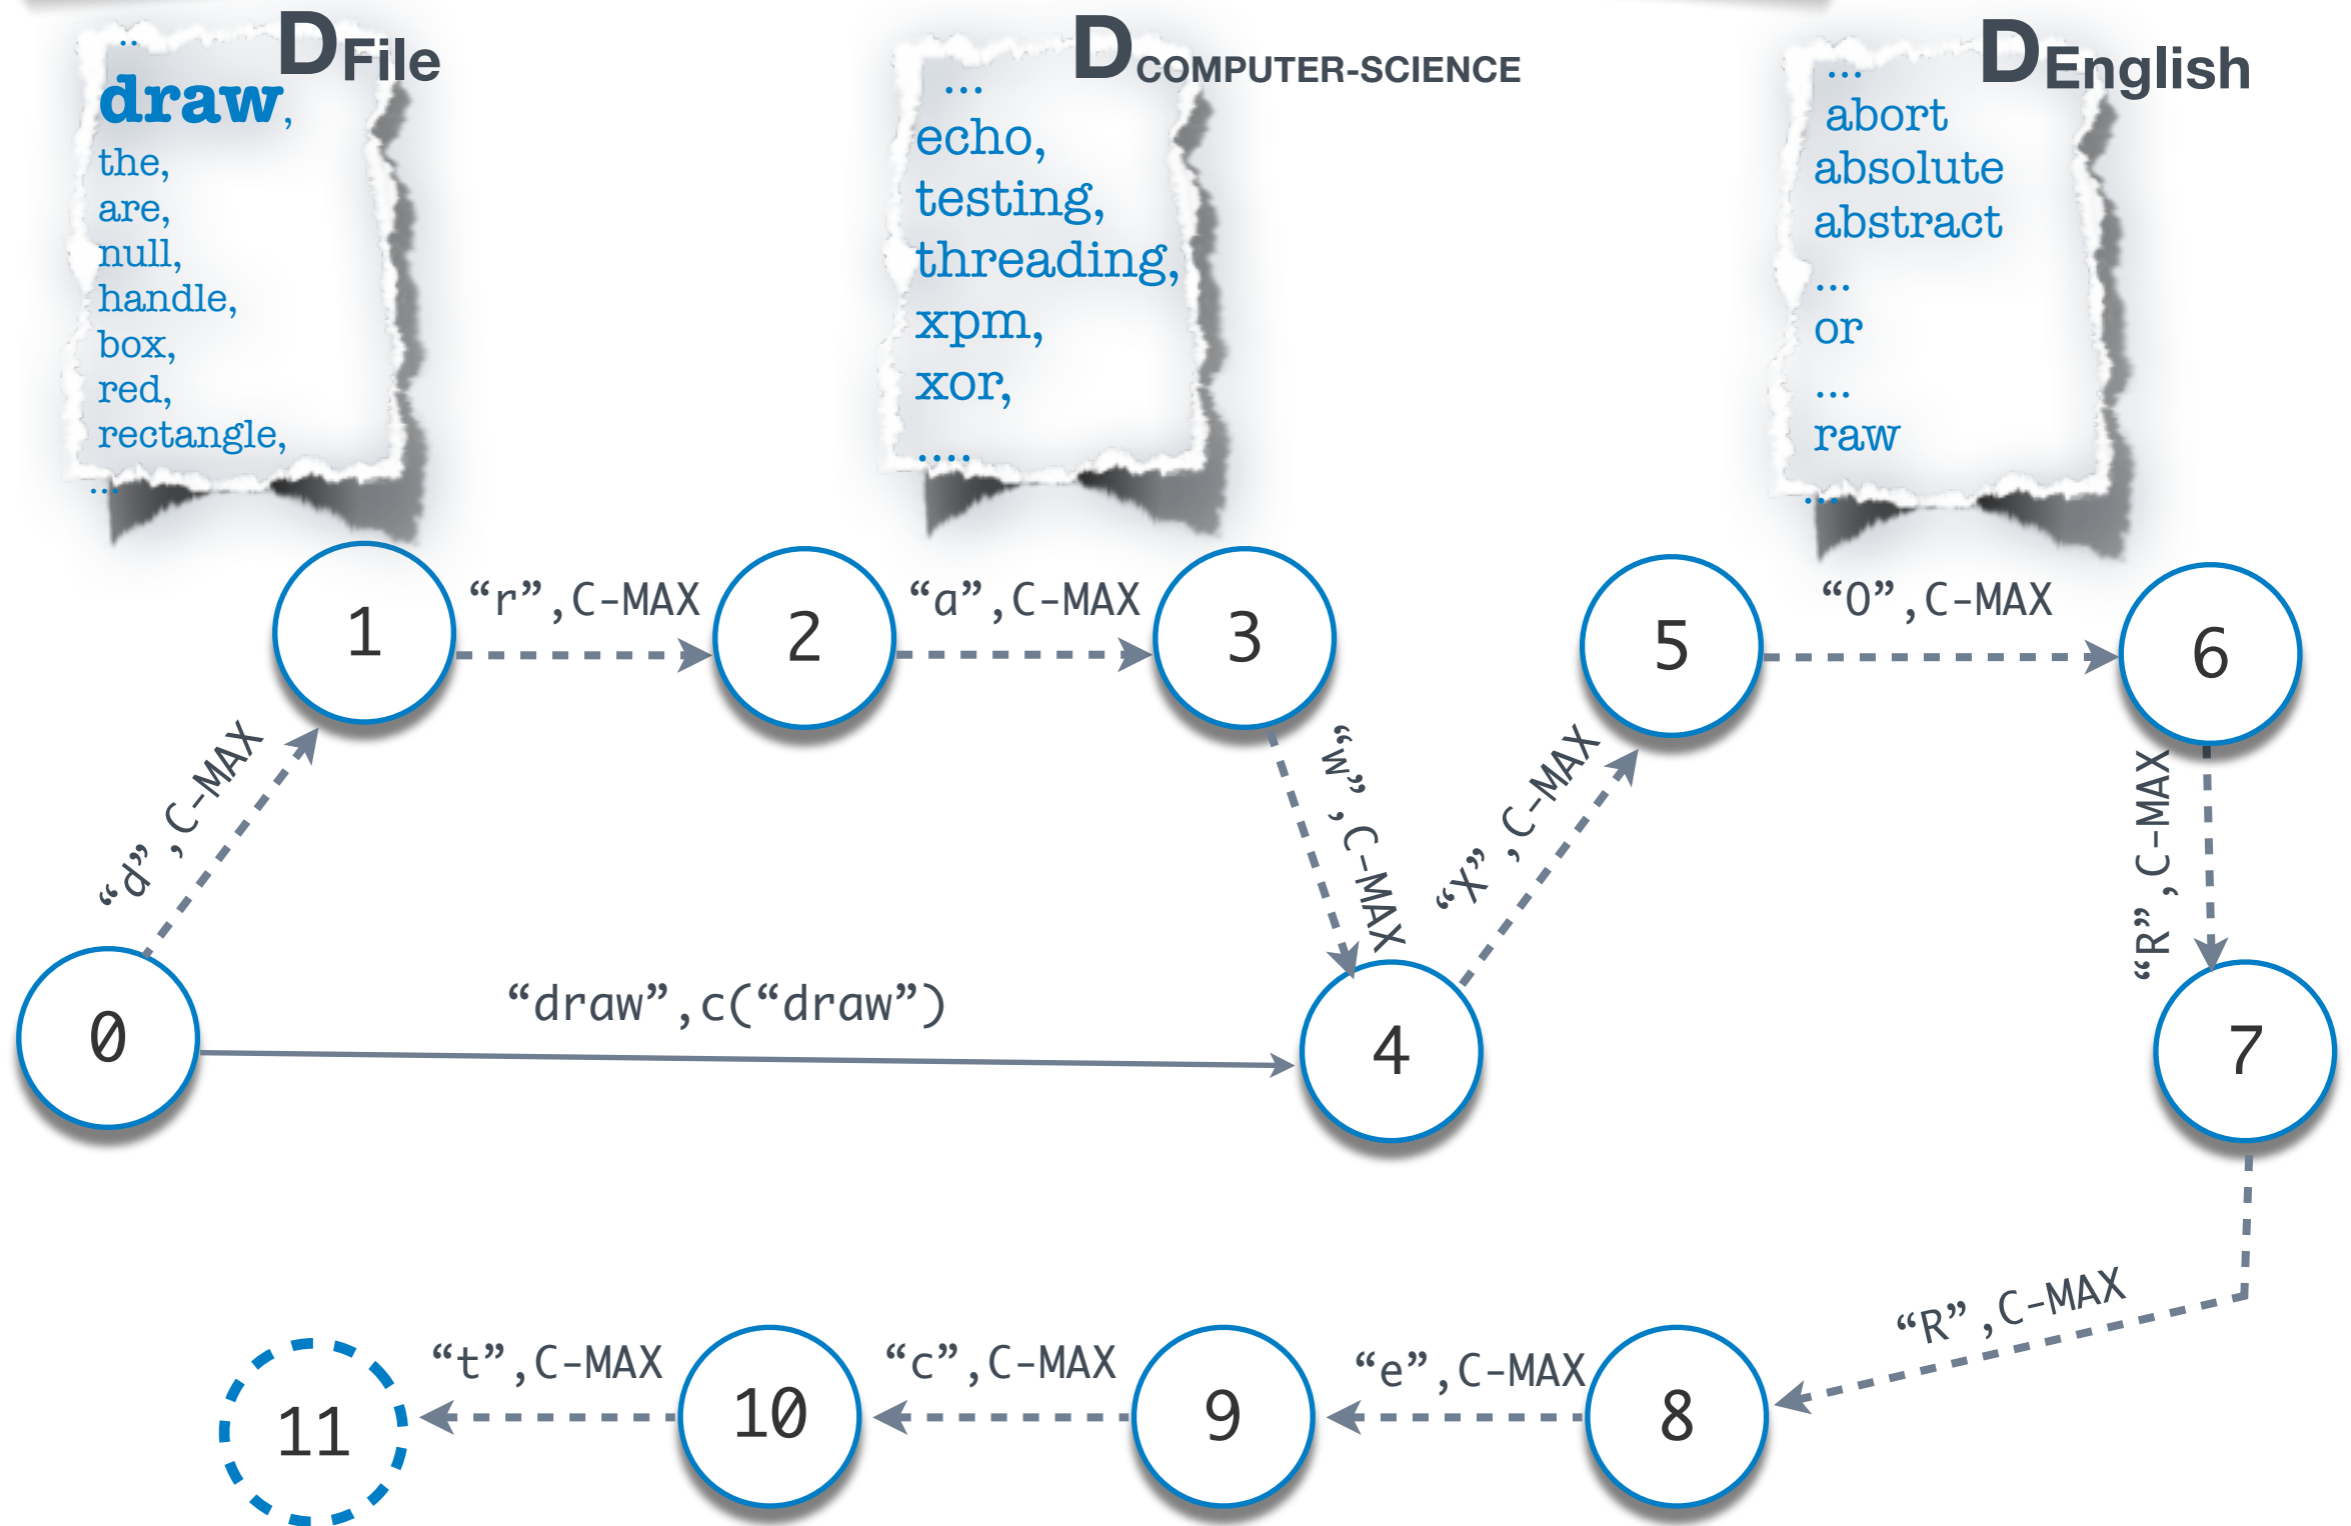 DFile
..
draw,
the,
are,
null,
handle,
box,
red,
rectangle,
...
DCOMPUTER-SCIENCE
...
echo,
testing,
threading,
xpm,
xor,
....
DEnglish
...
abort
absolute
abstract
...
or
...
raw
...
1
“r”,C-MAX
2
“a”,C-MAX
3
5
“O”,C-MAX
6
“d”,C-MAX
“w”,C-MAX
“X”,C-MAX
“R”,C-MAX
0
“draw”,c(“draw”)
4
7
“R”,C-MAX
11
“t”,C-MAX
10
“c”,C-MAX
9
“e”,C-MAX
8